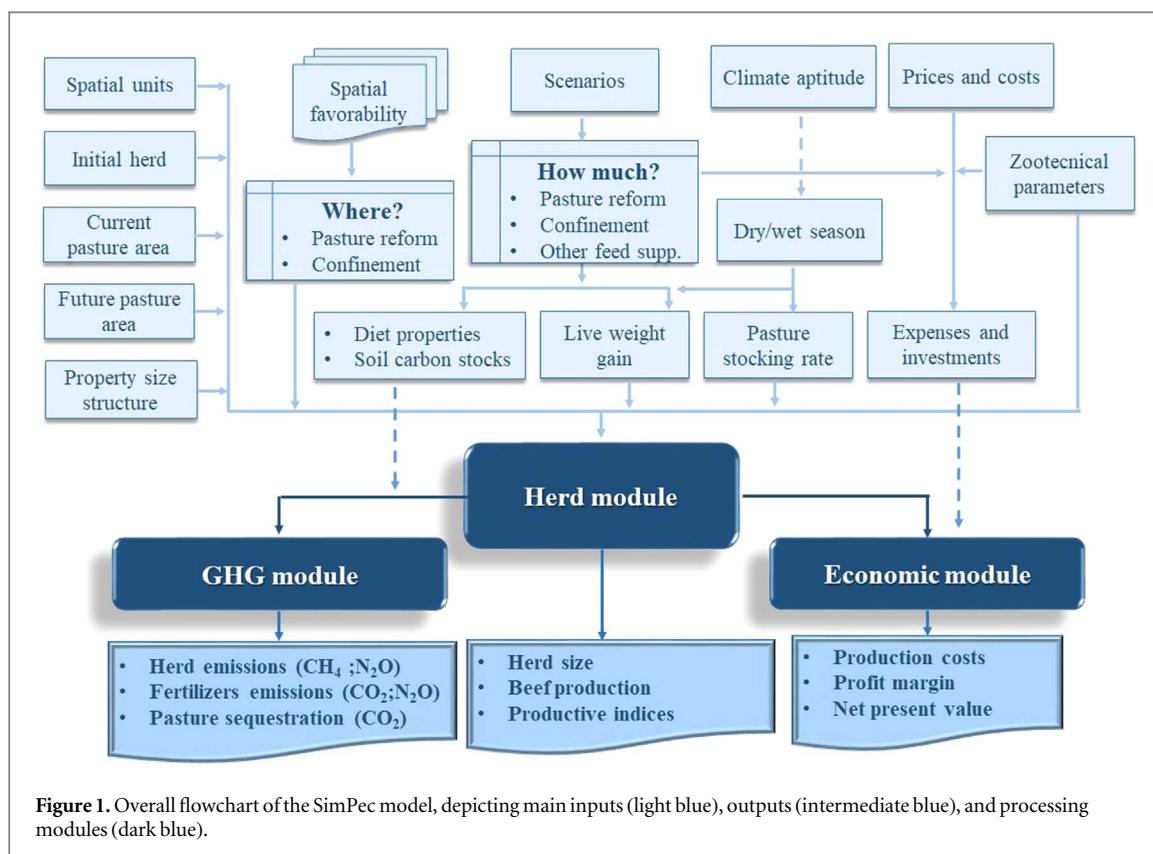 Spatial units
Initial herd
Current
pasture area
Future pasture
area
Property size
structure
Spatial
favorability
Where?
• Pasture reform
• Confinement
Scenarios
How much?
• Pasture reform
• Confinement
• Other feed supp.
Climate aptitude
Dry/wet season
Prices and costs
Zootecnical
parameters
• Diet properties
• Soil carbon stocks
Live weight
gain
Pasture
stocking rate
Expenses and
investments
Herd module
GHG module
Economic module
• Herd emissions (CH₄ ;N₂O)
• Fertilizers emissions (CO₂;N₂O)
• Pasture sequestration (CO₂)
• Herd size
• Beef production
• Productive indices
• Production costs
• Profit margin
• Net present value
Figure 1. Overall flowchart of the SimPec model, depicting main inputs (light blue), outputs (intermediate blue), and processing
modules (dark blue).